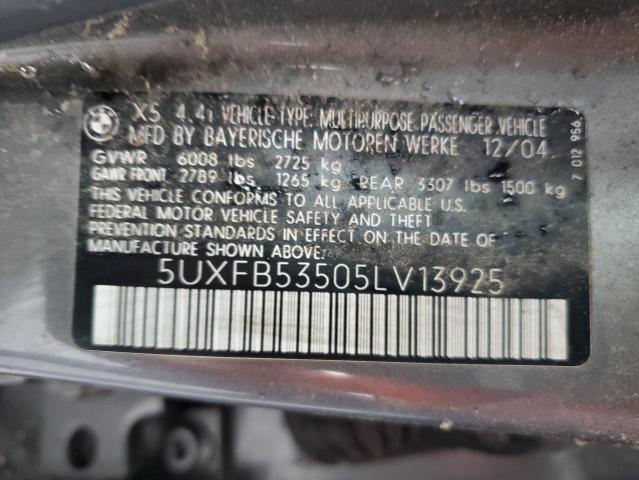 BMW X5 4.4i VEHICLE-TYPE: MULTIPURPOSE PASSENGER VEHICLE
MFD BY BAYERISCHE MOTOREN WERKE 12/04
GVWR 6008 lbs 2725 kg
GAWR FRONT 2789 lbs 1265 kg REAR 3307 lbs 1500 kg
THIS VEHICLE CONFORMS TO ALL APPLICABLE U.S.
FEDERAL MOTOR VEHICLE SAFETY AND THEFT
PREVENTION STANDARDS IN EFFECT ON THE DATE OF
MANUFACTURE SHOWN ABOVE:
5UXFB53505LV13925
7 012 956